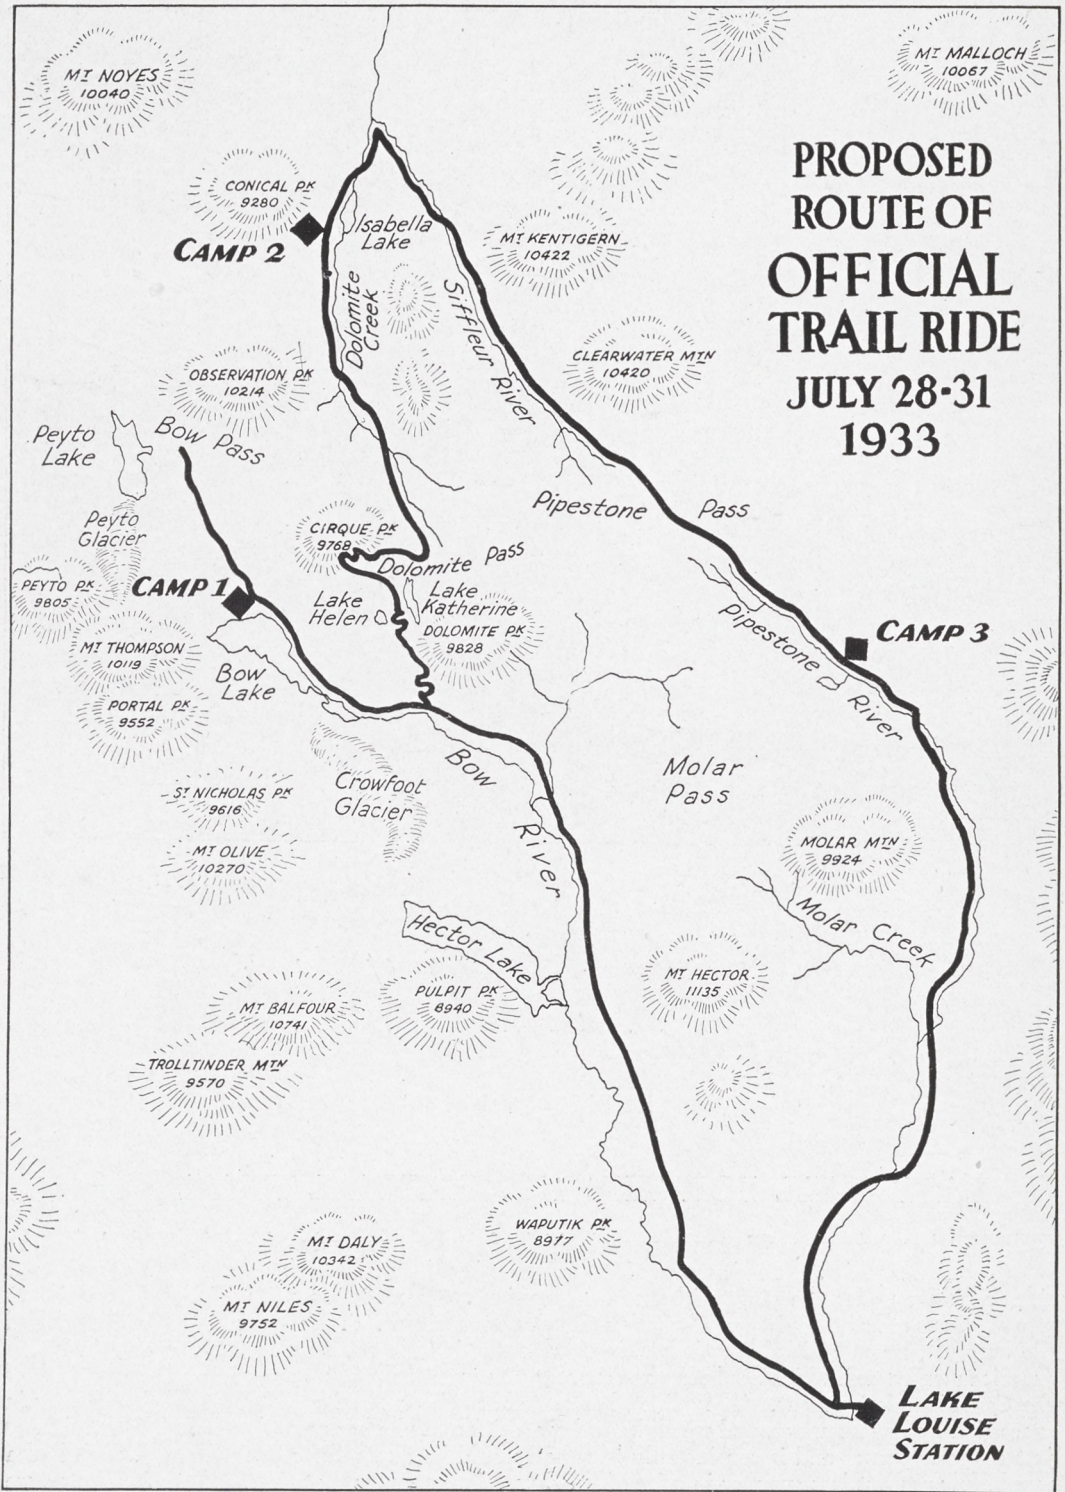 PROPOSED
ROUTE OF
OFFICIAL
TRAIL RIDE
JULY 28-31
1933
MT NOYES
10040
MT MALLOCH
10067
CONICAL PK
9280
CAMP 2
Isabella
Lake
MT KENTIGERN
10422
Dolomite
Creek
Siffleur River
CLEARWATER MTN
10420
OBSERVATION PK
10214
Peyto
Lake
Bow Pass
Pipestone Pass
Peyto
Glacier
CIRQUE PK
9768
Dolomite Pass
PEYTO PK
9805
CAMP 1
Lake
Helen
Lake
Katherine
DOLOMITE PK
9828
Pipestone River
CAMP 3
MT THOMPSON
10119
Bow
Lake
PORTAL PK
9552
Bow River
Molar
Pass
Crowfoot
Glacier
ST NICHOLAS PK
9616
MT OLIVE
10270
MOLAR MTN
9924
Molar Creek
Hector Lake
MT HECTOR
11135
PULPIT PK
8940
MT BALFOUR
10741
TROLLTINDER MTN
9570
WAPUTIK PK
8977
MT DALY
10342
MT NILES
9752
LAKE
LOUISE
STATION